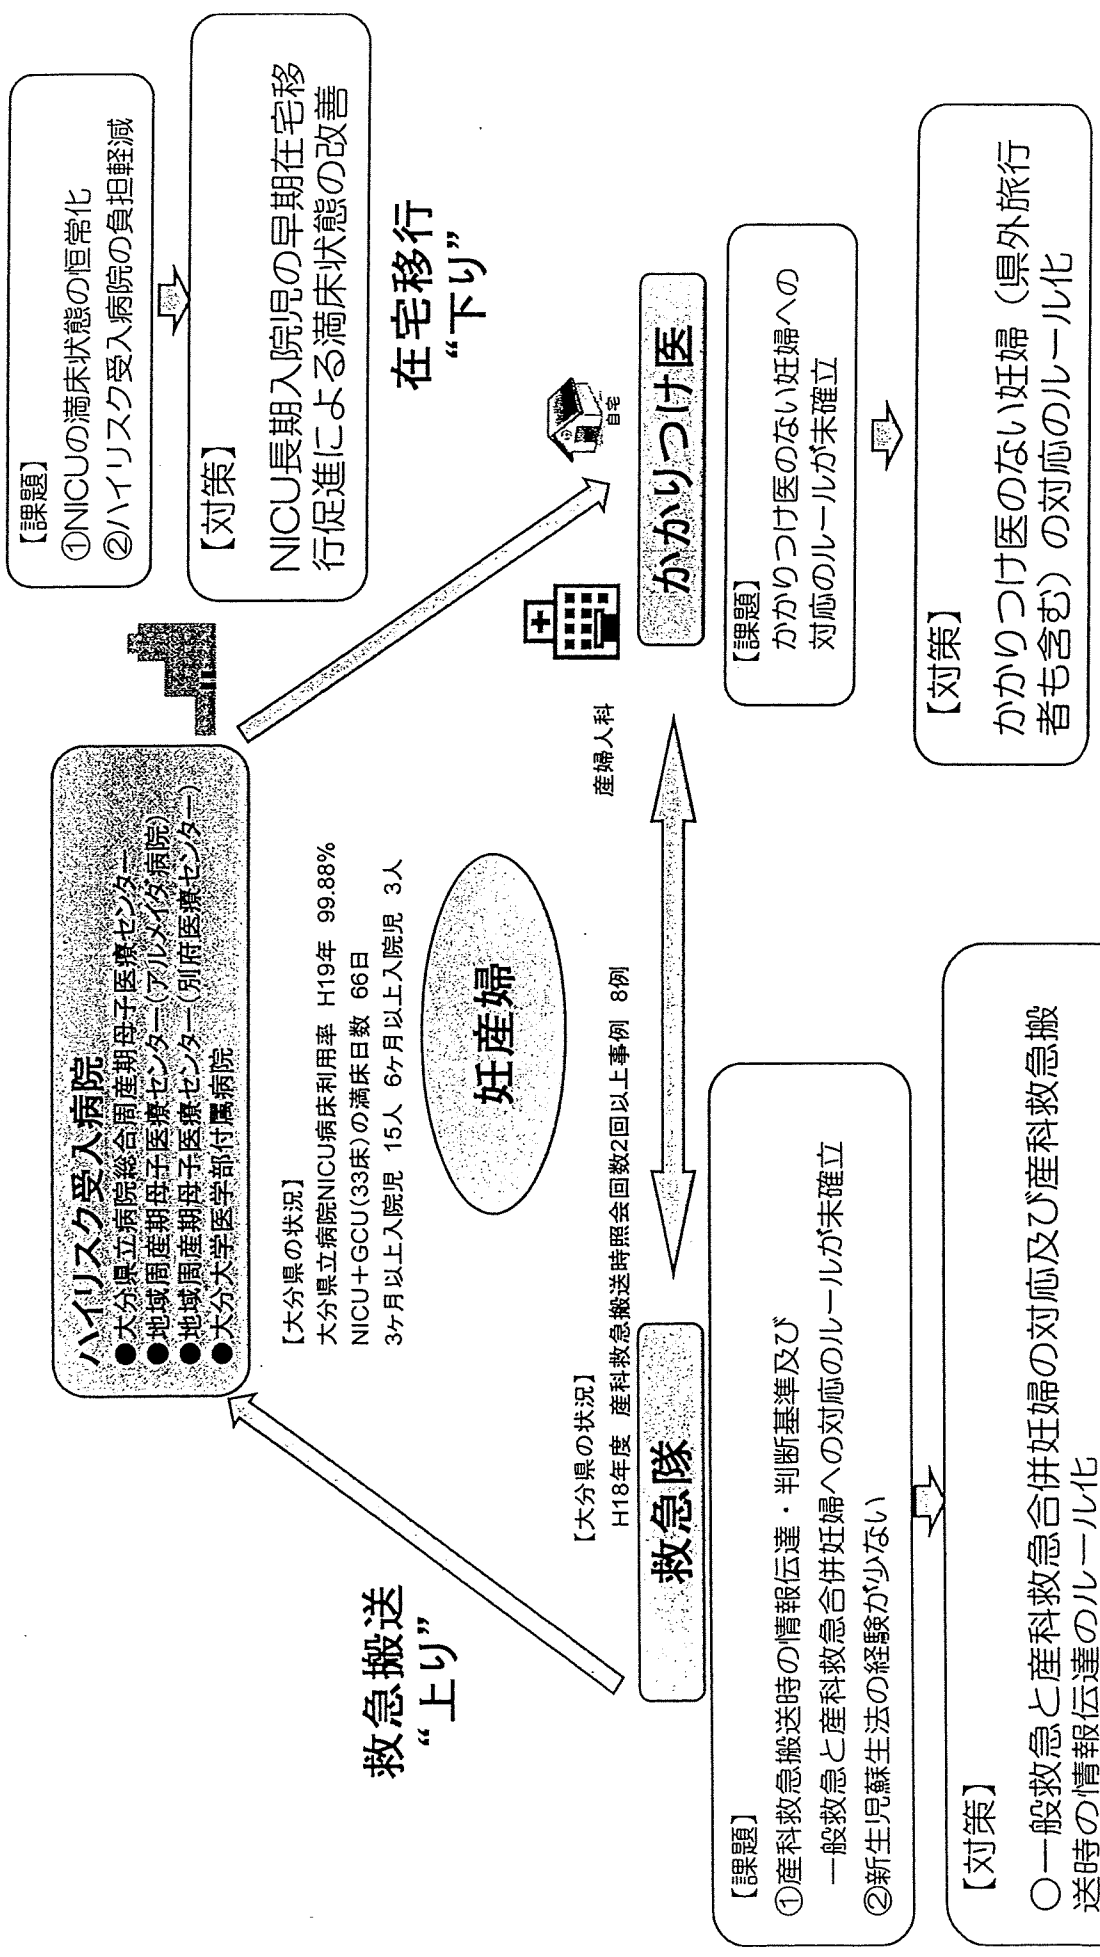 ハイリスク受入病院
●大分県立病院総合周産期母子医療センター
●地域周産期母子医療センター(アルメイダ病院)
●地域周産期母子医療センター(別府医療センター)
●大分大学医学部付属病院
【課題】
①NICUの満床状態の恒常化
②ハイリスク受入病院の負担軽減
【対策】
NICU長期入院児の早期在宅移
行促進による満床状態の改善
【大分県の状況】
大分県立病院NICU病床利用率 H19年 99.88%
NICU+GCU(33床)の満床日数 66日
3ヶ月以上入院児 15人 6ヶ月以上入院児 3人
救急搬送
“上り”
妊産婦
在宅移行
“下り”
自宅
産婦人科
【大分県の状況】
H18年度 産科救急搬送時照会回数2回以上事例 8例
救急隊
かかりつけ医
【課題】
①産科救急搬送時の情報伝達・判断基準及び
一般救急と産科救急合併妊婦への対応のルールが未確立
②新生児蘇生法の経験が少ない
【課題】
かかりつけ医のない妊婦への
対応のルールが未確立
【対策】
○一般救急と産科救急合併妊婦の対応及び産科救急搬
送時の情報伝達のルール化
【対策】
かかりつけ医のない妊婦（県外旅行
者も含む）の対応のルール化